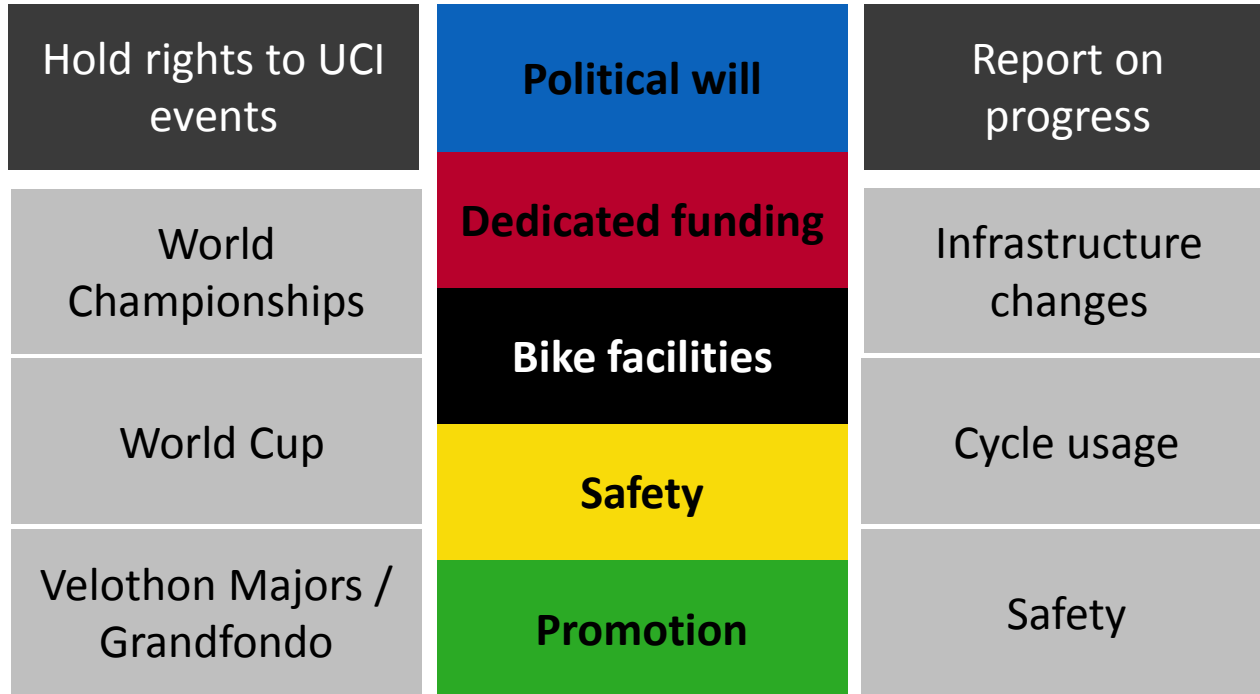 Hold rights to UCI
events
World
Championships
World Cup
Velothon Majors /
Grandfondo
Political will
Dedicated funding
Bike facilities
Safety
Promotion
Report on
progress
Infrastructure
changes
Cycle usage
Safety